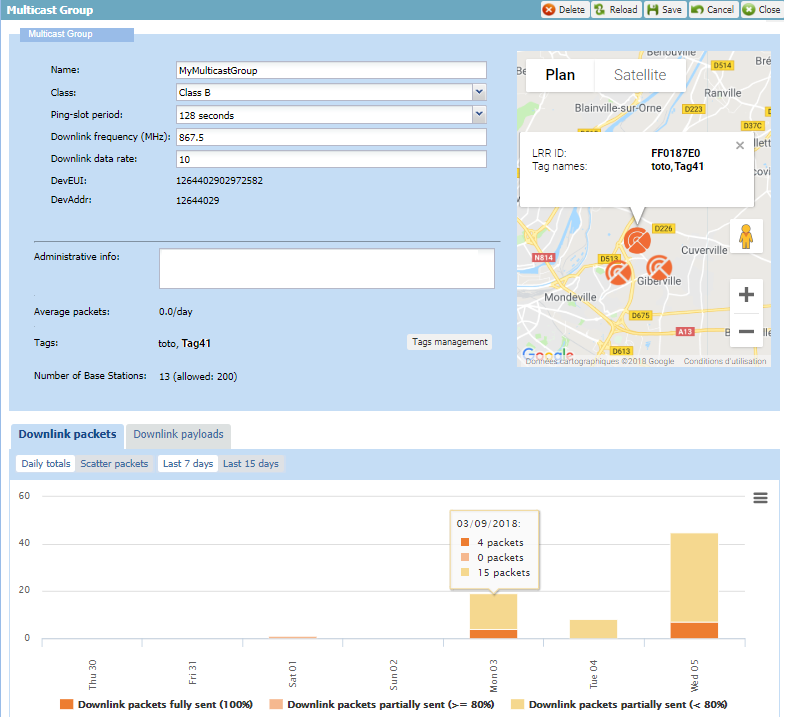 Multicast Group
Delete Reload Save Cancel Close
Multicast Group
Name: MyMulticastGroup
Class: Class B
Ping-slot period: 128 seconds
Downlink frequency (MHz): 867.5
Downlink data rate: 10
DevEUI: 1264402902972582
DevAddr: 12644029
Administrative info:
Average packets: 0.0/day
Tags: toto, Tag41 Tags management
Number of Base Stations: 13 (allowed: 200)
Benouville
Plan Satellite
D514
Bré
Ranville
Blainville-sur-Orne
D223
D37C
LRR ID: FF0187E0
Tag names: toto,Tag41
D226
Cuverville
N814
D513
Giberville
Mondeville
D675
A13
D613
Google
Données cartographiques ©2018 Google Conditions d'utilisation
Downlink packets Downlink payloads
Daily totals Scatter packets Last 7 days Last 15 days
60
40
20
0
03/09/2018:
4 packets
0 packets
15 packets
Thu 30
Fri 31
Sat 01
Sun 02
Mon 03
Tue 04
Wed 05
Downlink packets fully sent (100%) Downlink packets partially sent (>= 80%) Downlink packets partially sent (< 80%)